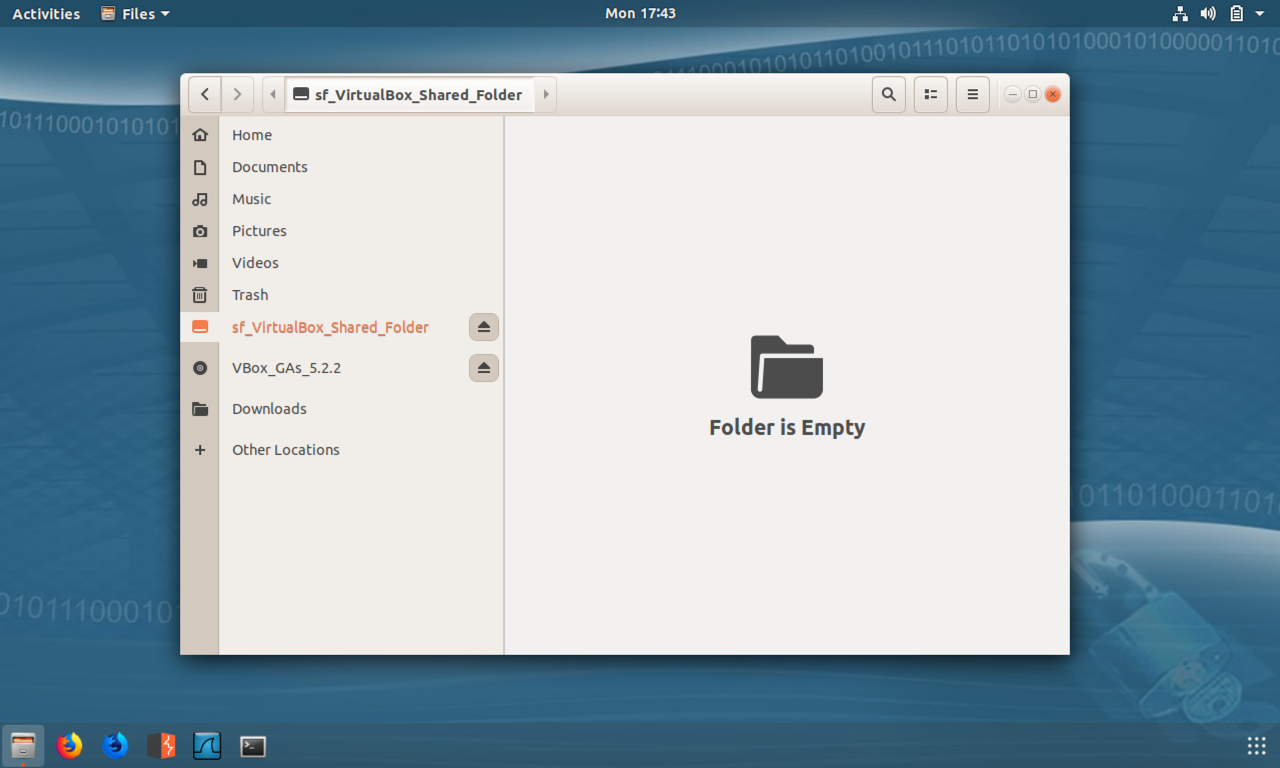 Activities Files Mon 17:43
sf_VirtualBox_Shared_Folder
Home
Documents
Music
Pictures
Videos
Trash
sf_VirtualBox_Shared_Folder
VBox_GAs_5.2.2
Downloads
Other Locations
Folder is Empty